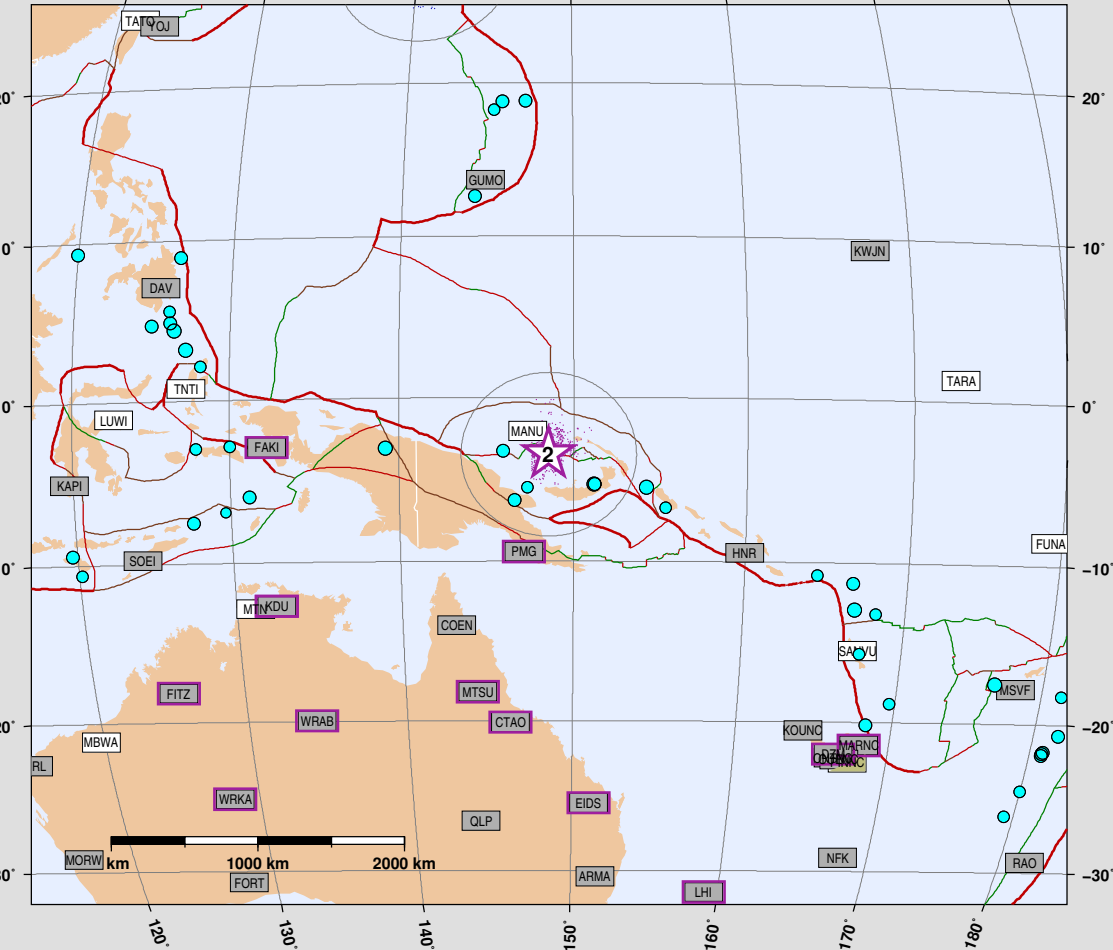 TATO
YOJ
20°
20°
GUMO
0°
10°
KWJN
DAV
TARA
TNTI
0°
0°
LUWI
MANU
FAKI
2
KAPI
PMG
HNR
FUNA
SOEI
0°
−10°
MTN
KDU
COEN
SANVU
FITZ
MTSU
MSVF
WRAB
CTAO
20°
−20°
KOUNC
MBWA
MARNC
DZM
RL
WRKA
EIDS
QLP
km
1000 km
2000 km
MORW
NFK
RAO
FORT
ARMA
30°
−30°
LHI
120°
130°
140°
150°
160°
170°
180°